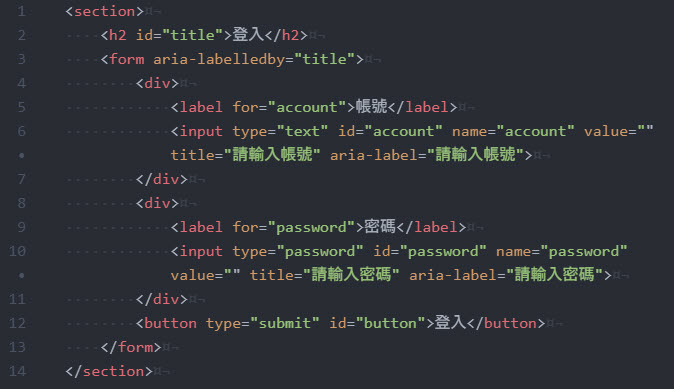 1 <section>¤¬
2 ····<h2 id="title">登入</h2>¤¬
3 ····<form aria-labelledby="title">¤¬
4 ········<div>¤¬
5 ············<label for="account">帳號</label>¤¬
6 ············<input type="text" id="account" name="account" value=""
• title="請輸入帳號" aria-label="請輸入帳號">¤¬
7 ········</div>¤¬
8 ········<div>¤¬
9 ············<label for="password">密碼</label>¤¬
10 ············<input type="password" id="password" name="password"
• value="" title="請輸入密碼" aria-label="請輸入密碼">¤¬
11 ········</div>¤¬
12 ········<button type="submit" id="button">登入</button>¤¬
13 ····</form>¤¬
14 </section>¤¬